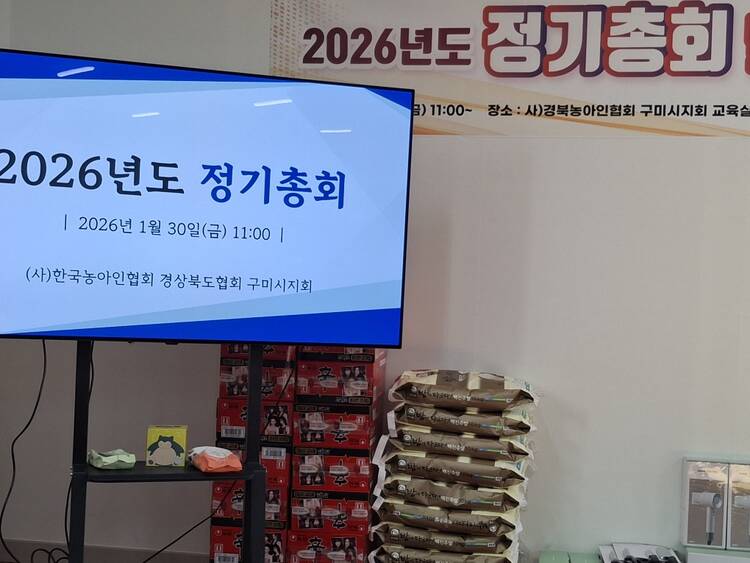 2026년도 정기총회
금) 11:00~ 장소 : 사)경북농아인협회 구미시지회 교육실
2026년도 정기총회
| 2026년 1월 30일(금) 11:00 |
(사)한국농아인협회 경상북도협회 구미시지회
辛